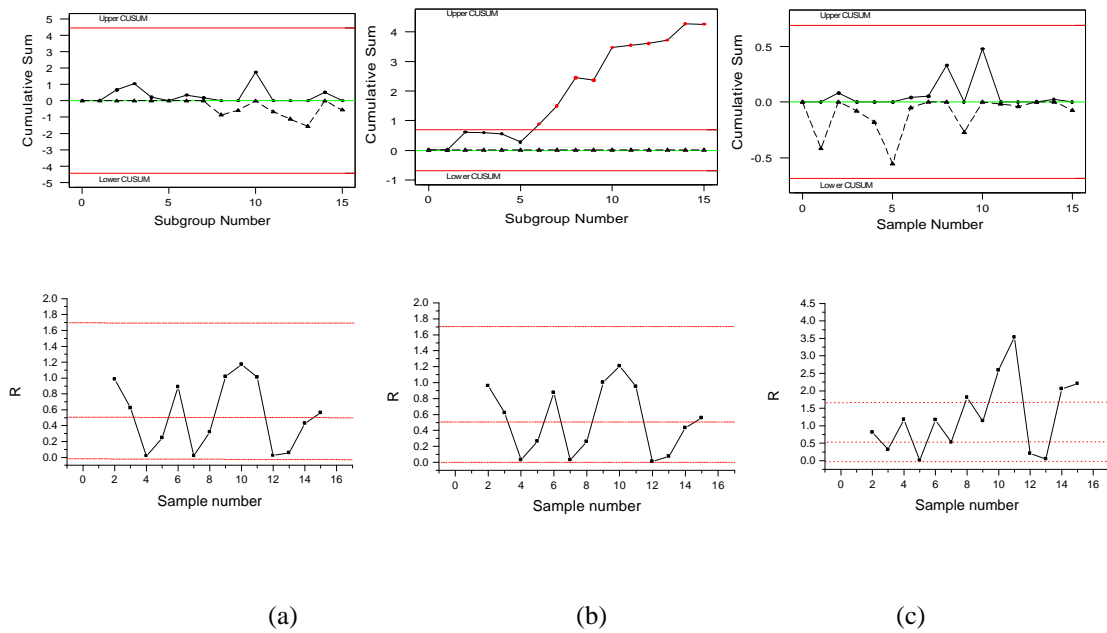 Upper CUSUM
5
4
3
2
1
0
-1
-2
-3
-4
-5
Cumulative Sum
Lower CUSUM
0 5 10 15
Subgroup Number
Upper CUSUM
4
3
2
1
0
-1
Cumulative Sum
Lower CUSUM
0 5 10 15
Subgroup Number
Upper CUSUM
0.5
0.0
-0.5
Cumulative Sum
Lower CUSUM
0 5 10 15
Sample Number
2.0
1.8
1.6
1.4
1.2
1.0
0.8
0.6
0.4
0.2
0.0
R
0 2 4 6 8 10 12 14 16
Sample number
2.0
1.8
1.6
1.4
1.2
1.0
0.8
0.6
0.4
0.2
0.0
R
0 2 4 6 8 10 12 14 16
Sample number
4.5
4.0
3.5
3.0
2.5
2.0
1.5
1.0
0.5
0.0
R
0 2 4 6 8 10 12 14 16
Sample number
(a) (b) (c)